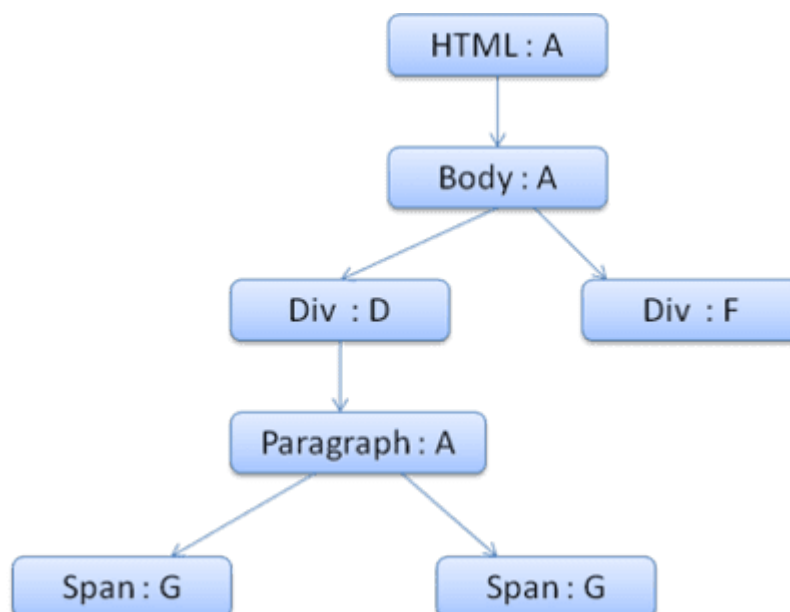 HTML : A
Body : A
Div : D
Div : F
Paragraph : A
Span : G
Span : G